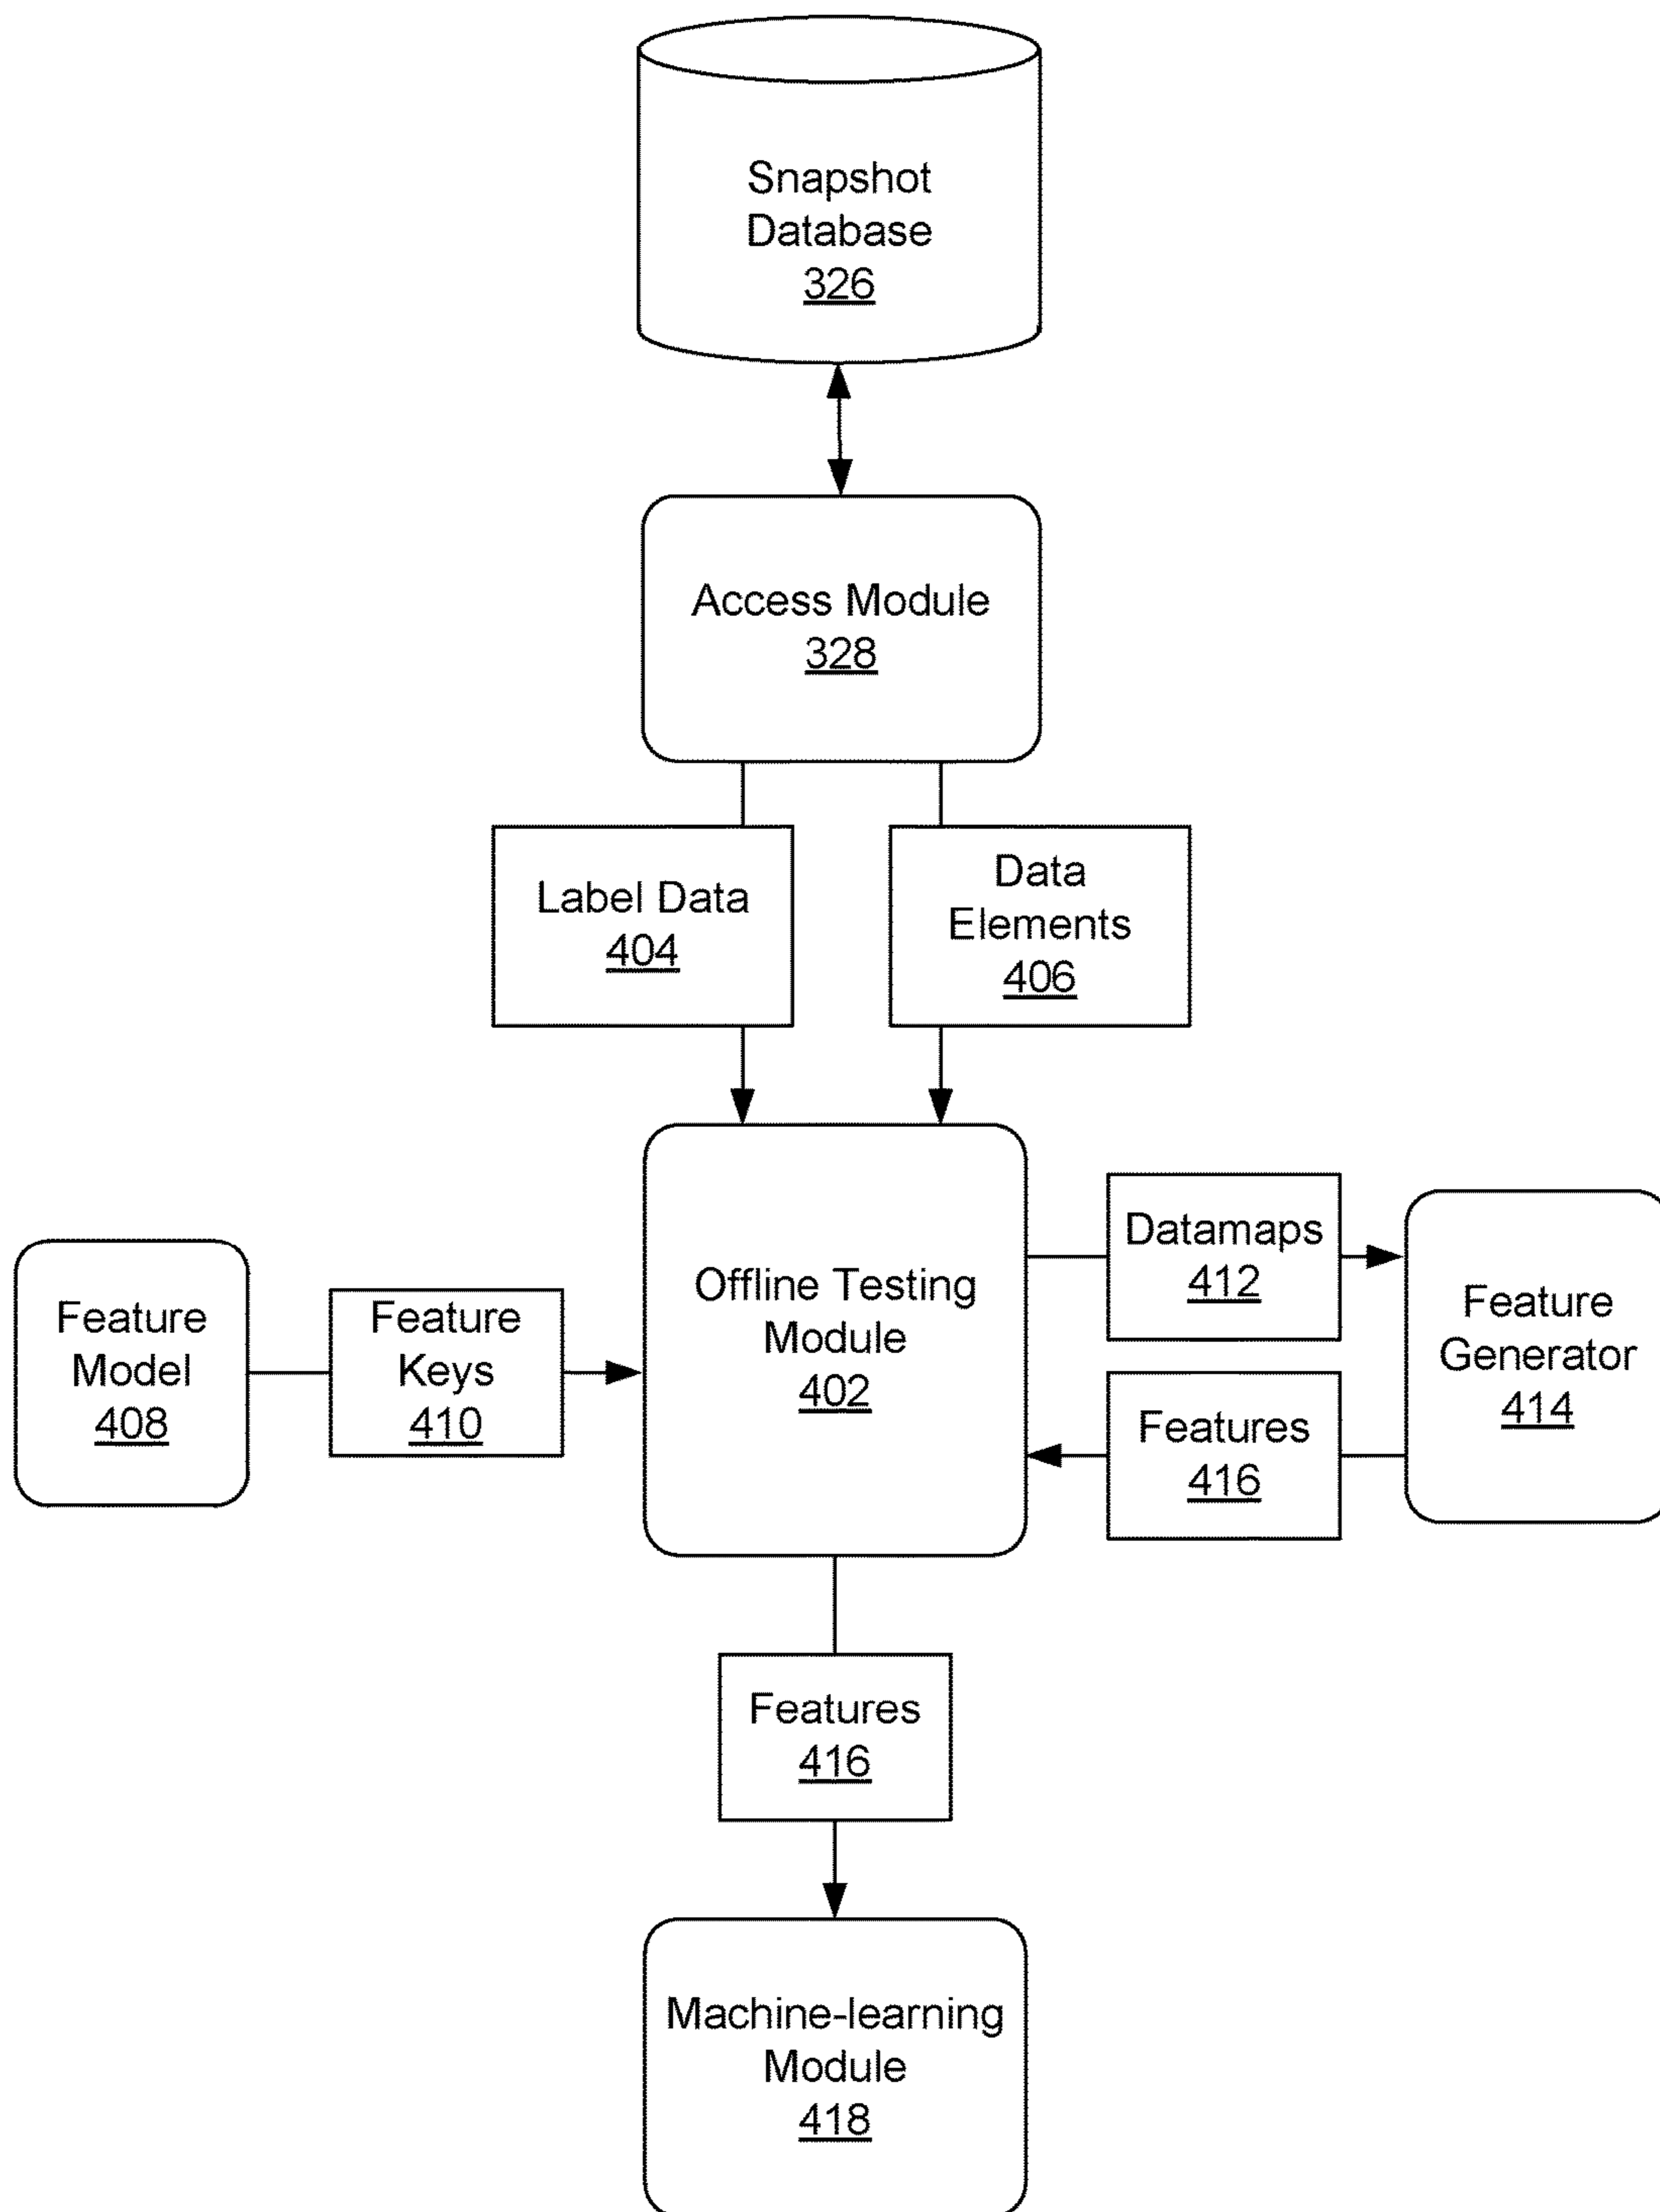 Snapshot
Database
326
Access Module
328
Label Data
404
Data
Elements
406
Feature
Model
408
Feature
Keys
410
Offline Testing
Module
402
Datamaps
412
Features
416
Feature
Generator
414
Features
416
Machine-learning
Module
418